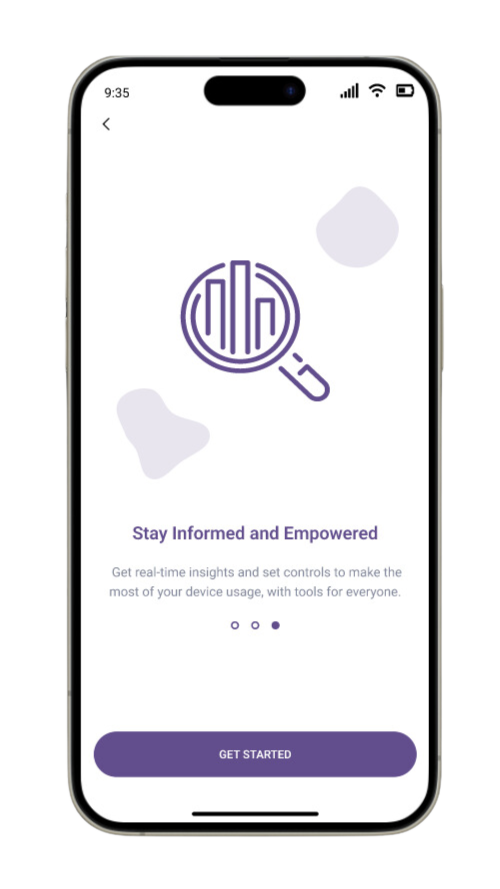 9:35
Stay Informed and Empowered
Get real-time insights and set controls to make the
most of your device usage, with tools for everyone.
GET STARTED